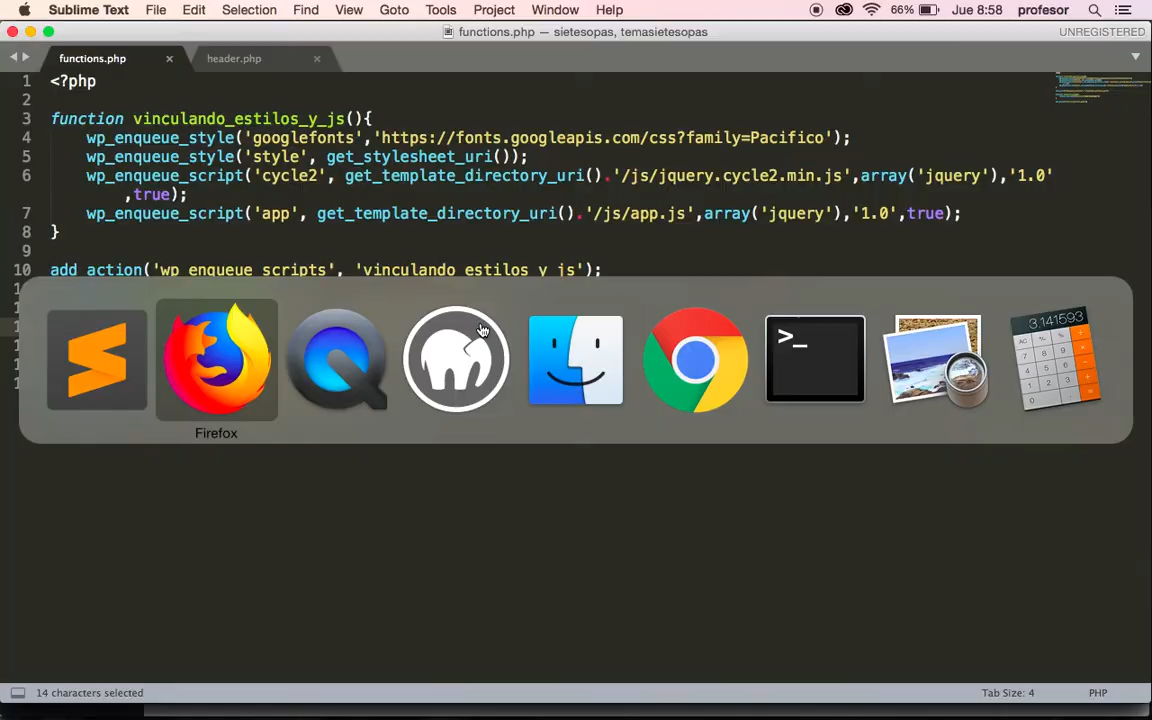 Sublime Text File Edit Selection Find View Goto Tools Project Window Help 66% Jue 8:58 profesor
functions.php — sietesopas, temasietesopas UNREGISTERED
functions.php × header.php ×
1 <?php
2
3 function vinculando_estilos_y_js(){
4 wp_enqueue_style('googlefonts','https://fonts.googleapis.com/css?family=Pacifico');
5 wp_enqueue_style('style', get_stylesheet_uri());
6 wp_enqueue_script('cycle2', get_template_directory_uri().'/js/jquery.cycle2.min.js',array('jquery'),'1.0'
,true);
7 wp_enqueue_script('app', get_template_directory_uri().'/js/app.js',array('jquery'),'1.0',true);
8 }
9
10 add_action('wp_enqueue_scripts', 'vinculando_estilos_y_js');
>_
3.141593
Firefox
14 characters selected Tab Size: 4 PHP